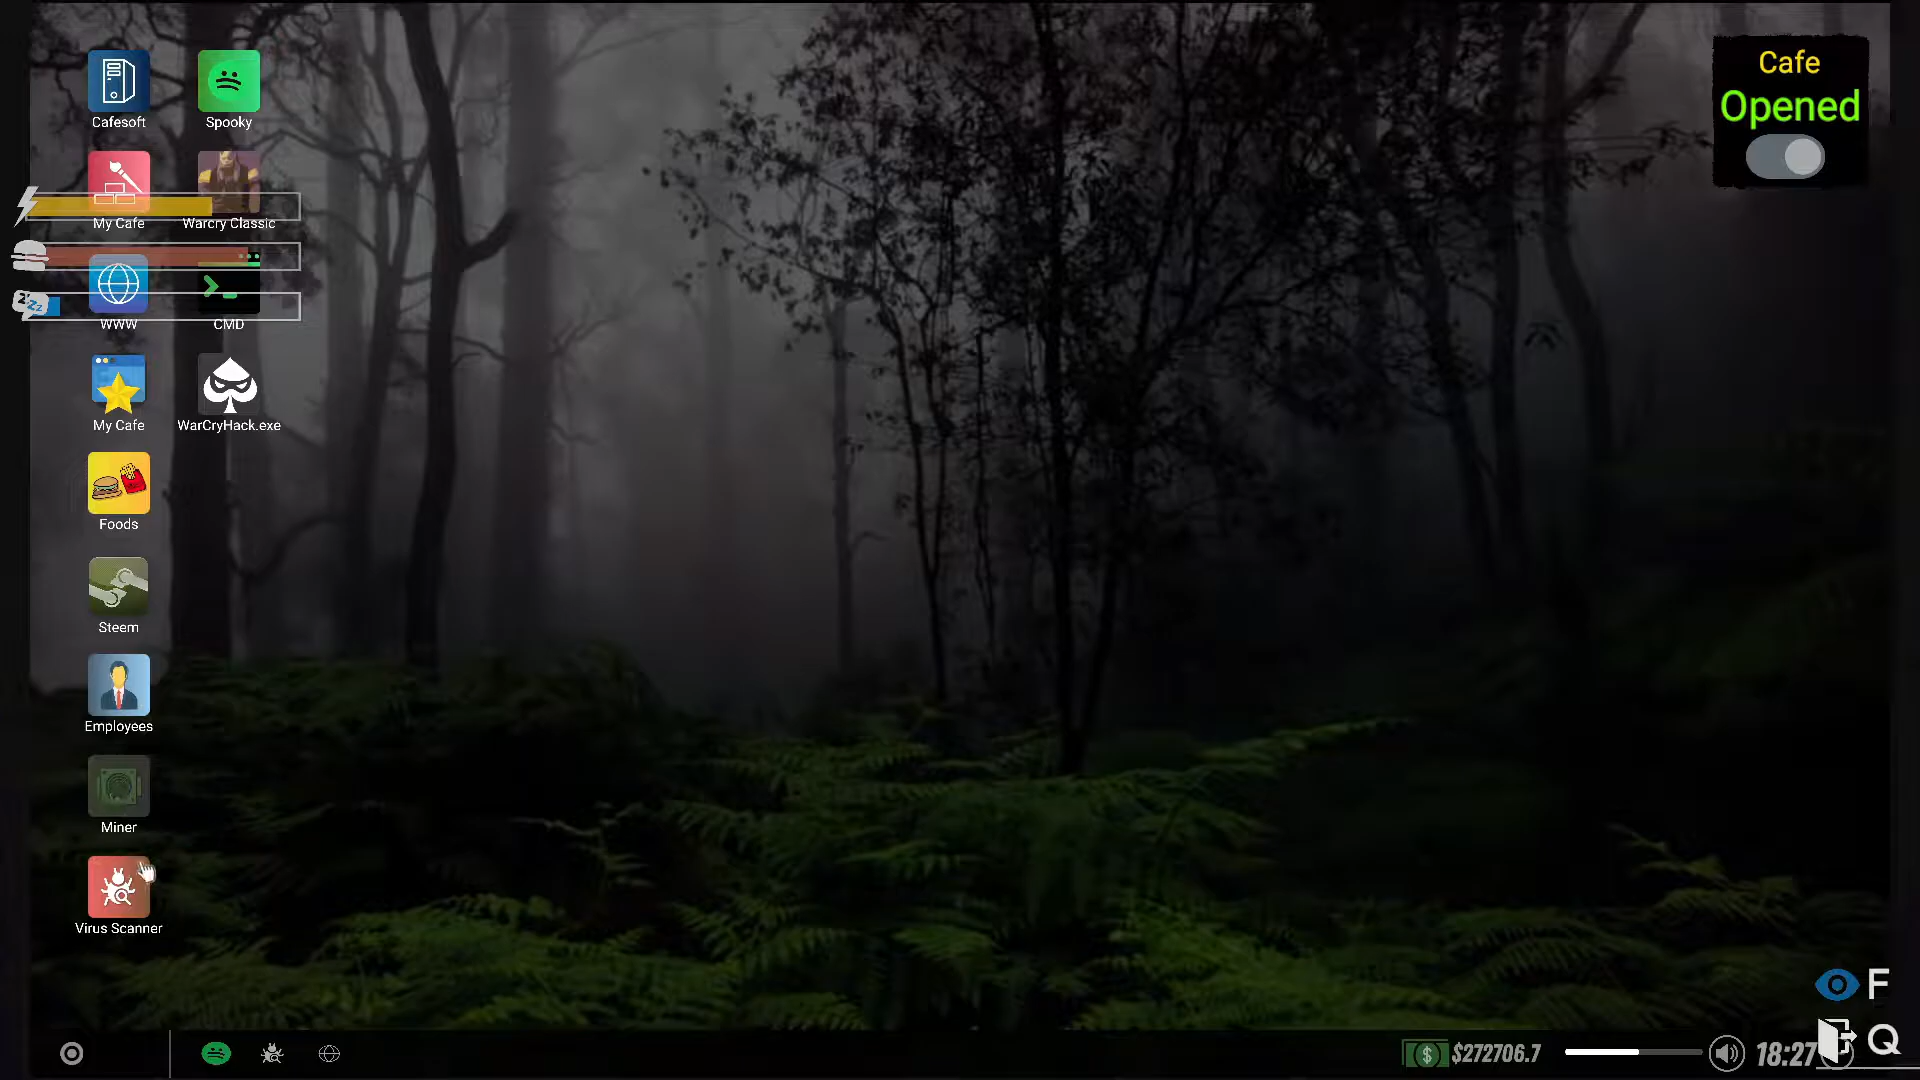 Cafesoft
Spooky
My Cafe
Warcry Classic
WWW
CMD
My Cafe
WarCryHack.exe
Foods
Steem
Employees
Miner
Virus Scanner
Cafe
Opened
F
Q
$272706.7
18:27